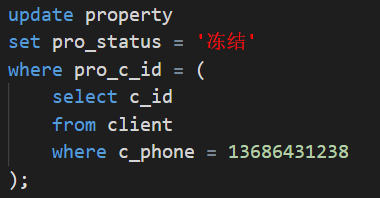 update property
set pro_status = '冻结'
where pro_c_id = (
    select c_id
    from client
    where c_phone = 13686431238
);